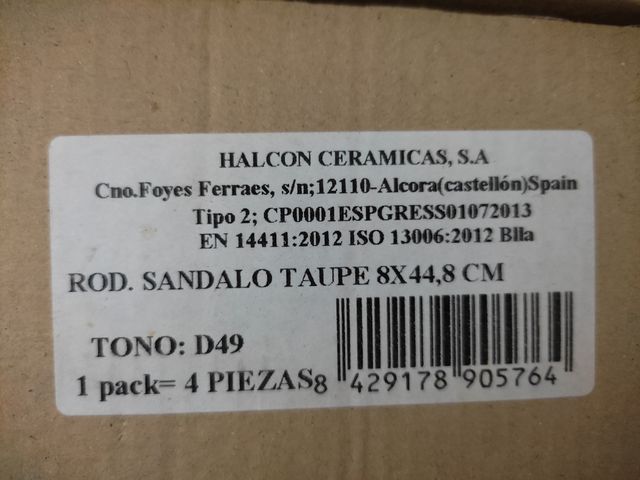 HALCON CERAMICAS, S.A
Cno.Foyes Ferraes, s/n;12110-Alcora(castellón)Spain
Tipo 2; CP0001ESPGRESS01072013
EN 14411:2012 ISO 13006:2012 Blla
ROD. SANDALO TAUPE 8X44,8 CM
TONO: D49
1 pack= 4 PIEZAS
8 429178 905764